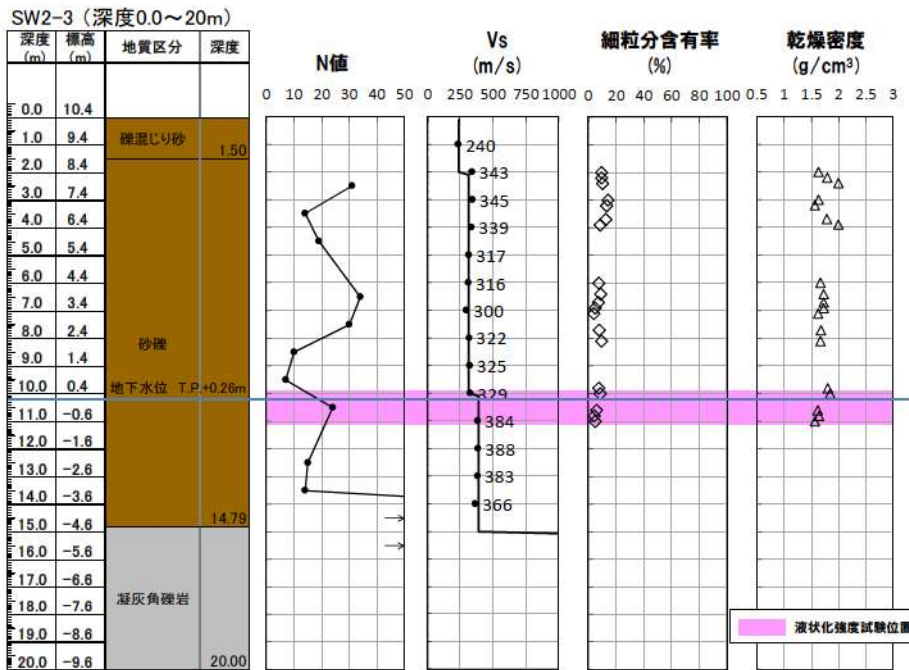 SW2-3（深度0.0～20m）
深度 標高 地質区分 深度
(m) (m)
N値
Vs
(m/s)
細粒分含有率
(%)
乾燥密度
(g/cm³)
0 10 20 30 40 50
0 250 500 750 1000
0 20 40 60 80 100
0.5 1 1.5 2 2.5 3
0.0 10.4
1.0 9.4 礫混じり砂 1.50
240
2.0 8.4
343
3.0 7.4
345
4.0 6.4
339
5.0 5.4
317
6.0 4.4
316
7.0 3.4
300
8.0 2.4 砂礫
322
9.0 1.4
325
10.0 0.4 地下水位 T.P.+0.26m
329
11.0 -0.6
384
12.0 -1.6
388
13.0 -2.6
383
14.0 -3.6
366
14.79
15.0 -4.6
16.0 -5.6
17.0 -6.6
凝灰角礫岩
18.0 -7.6
19.0 -8.6
20.0 -9.6 20.00
液状化強度試験位置